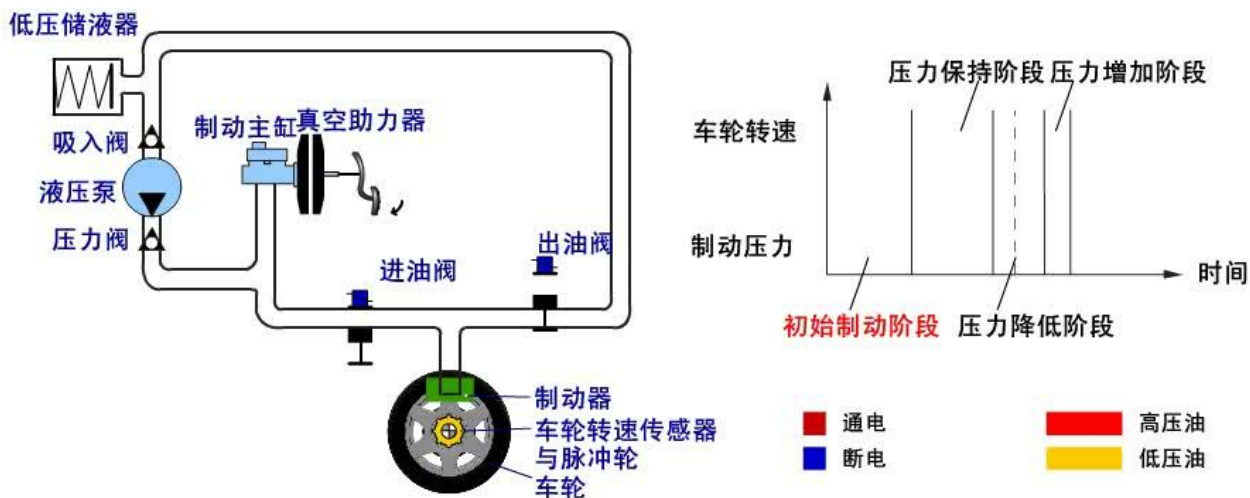 低压储液器
吸入阀
液压泵
压力阀
制动主缸
真空助力器
进油阀
出油阀
制动器
车轮转速传感器
与脉冲轮
车轮
压力保持阶段
压力增加阶段
车轮转速
制动压力
时间
初始制动阶段
压力降低阶段
通电
高压油
断电
低压油